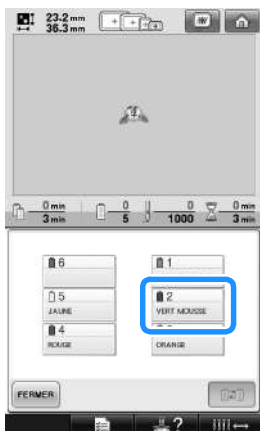 23.2 mm
36.3 mm
0 min
3 min
0
5
0
1000
0 min
3 min
6
1
5
JAUNE
2
VERT MOUSSE
4
ROUGE
ORANGE
FERMER
?